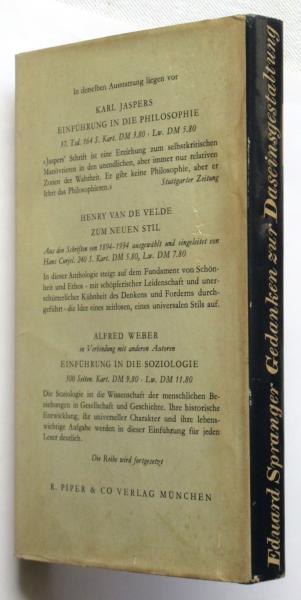 In derselben Ausstattung liegen vor
KARL JASPERS
EINFÜHRUNG IN DIE PHILOSOPHIE
37. Tsd. 164 S. Kart. DM 3.80 · Lw. DM 5.80
»Jaspers' Schrift ist eine Erziehung zum selbstkritischen
Manövrieren in den unendlichen, aber immer nur relativen
Zonen der Wahrheit. Er gibt keine Philosophie, aber er
lehrt das Philosophieren.« Stuttgarter Zeitung
HENRY VAN DE VELDE
ZUM NEUEN STIL
Aus den Schriften von 1894-1934 ausgewählt und eingeleitet von
Hans Curjel. 240 S. Kart. DM 5.80, Lw. DM 7.80
In dieser Anthologie steigt auf dem Fundament von Schön-
heit und Ethos - mit schöpferischer Leidenschaft und uner-
schütterlicher Kühnheit des Denkens und Forderns durch-
geführt - die Idee eines zeitlosen, eines universalen Stils auf.
ALFRED WEBER
in Verbindung mit anderen Autoren
EINFÜHRUNG IN DIE SOZIOLOGIE
500 Seiten. Kart. DM 9.80 · Lw. DM 11.80
Die Soziologie ist die Wissenschaft der menschlichen Be-
ziehungen in Gesellschaft und Geschichte. Ihre historische
Entwicklung, ihr universeller Charakter und ihre lebens-
wichtige Aufgabe werden in dieser Einführung für jeden
Leser deutlich.
Die Reihe wird fortgesetzt
R. PIPER & CO VERLAG MÜNCHEN
Eduard Spranger Gedanken zur Daseinsgestaltung